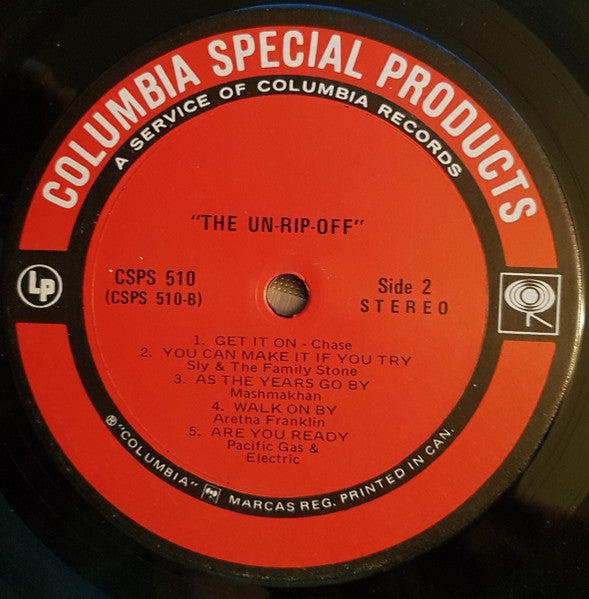 COLUMBIA SPECIAL PRODUCTS
A SERVICE OF COLUMBIA RECORDS
"THE UN-RIP-OFF"
LP
CSPS 510
(CSPS 510-B)
Side 2
STEREO
1. GET IT ON - Chase
2. YOU CAN MAKE IT IF YOU TRY
Sly & The Family Stone
3. AS THE YEARS GO BY
Mashmakhan
4. WALK ON BY
Aretha Franklin
5. ARE YOU READY
Pacific Gas &
Electric
® "COLUMBIA" MARCAS REG. PRINTED IN CAN.